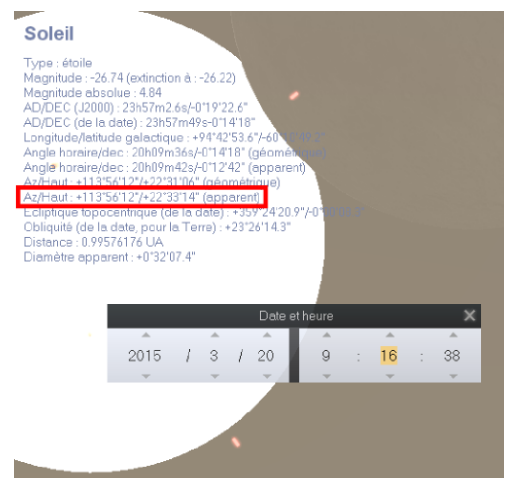 Soleil
Type : étoile
Magnitude : -26.74 (extinction à : -26.22)
Magnitude absolue : 4.84
AD/DEC (J2000) : 23h57m2.6s/-0°19'22.6"
AD/DEC (de la date) : 23h57m49s-0°14'18"
Longitude/latitude galactique : +94°42'53.6"/-60°
Angle horaire/dec : 20h09m36s/-0°14'18" (géométrique)
Angle horaire/dec : 20h09m42s/-0°12'42" (apparent)
Az/Haut : +113°56'12"/+22°31'06" (géométrique)
Az/Haut : +113°56'12"/+22°33'14" (apparent)
Ecliptique topocentrique (de la date) : +359°24'20.9"/-0°
Obliquité (de la date, pour la Terre) : +23°26'14.3"
Distance : 0.99576176 UA
Diamètre apparent : +0°32'07.4"
Date et heure X
2015 / 3 / 20 9 : 16 : 38